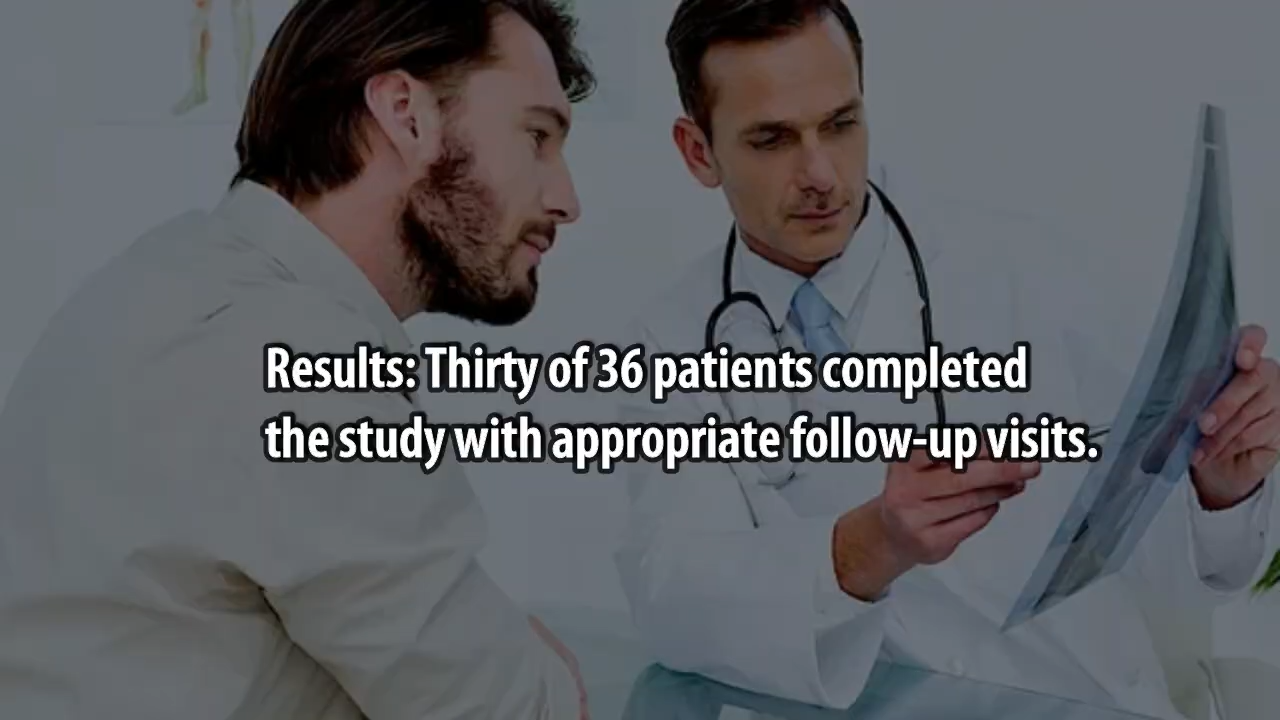 Results: Thirty of 36 patients completed
the study with appropriate follow-up visits.